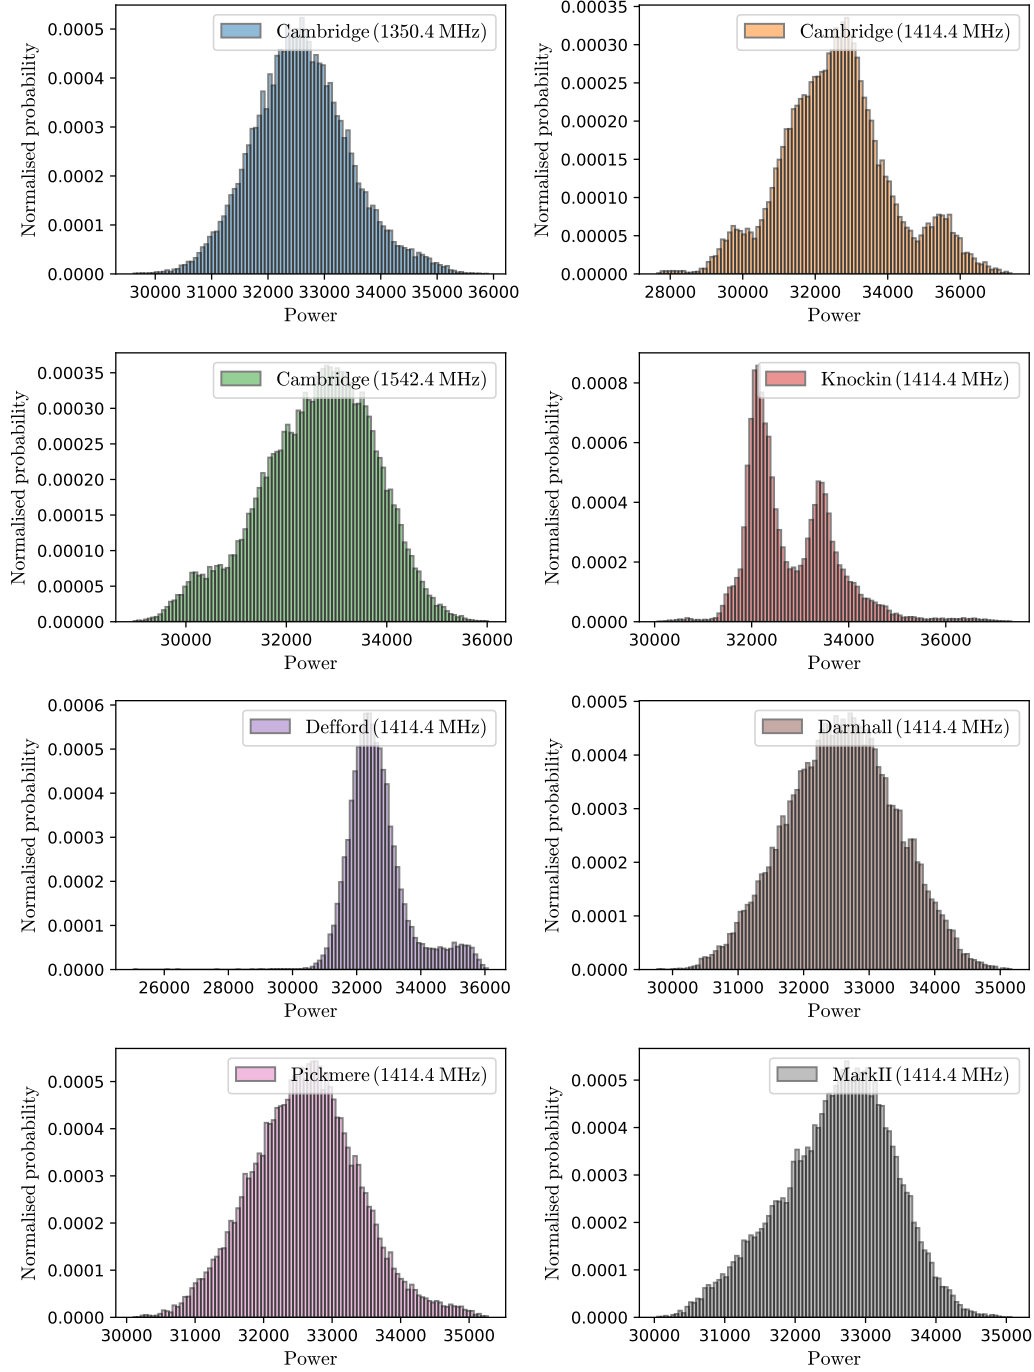 0.0005
0.0004
0.0003
0.0002
0.0001
0.0000
Normalised probability
Cambridge (1350.4 MHz)
30000 31000 32000 33000 34000 35000 36000
Power
0.00035
0.00030
0.00025
0.00020
0.00015
0.00010
0.00005
0.00000
Normalised probability
Cambridge (1414.4 MHz)
28000 30000 32000 34000 36000
Power
0.00035
0.00030
0.00025
0.00020
0.00015
0.00010
0.00005
0.00000
Normalised probability
Cambridge (1542.4 MHz)
30000 32000 34000 36000
Power
0.0008
0.0006
0.0004
0.0002
0.0000
Normalised probability
Knockin (1414.4 MHz)
30000 32000 34000 36000
Power
0.0006
0.0005
0.0004
0.0003
0.0002
0.0001
0.0000
Normalised probability
Defford (1414.4 MHz)
26000 28000 30000 32000 34000 36000
Power
0.0005
0.0004
0.0003
0.0002
0.0001
0.0000
Normalised probability
Darnhall (1414.4 MHz)
30000 31000 32000 33000 34000 35000
Power
0.0005
0.0004
0.0003
0.0002
0.0001
0.0000
Normalised probability
Pickmere (1414.4 MHz)
30000 31000 32000 33000 34000 35000
Power
0.0005
0.0004
0.0003
0.0002
0.0001
0.0000
Normalised probability
MarkII (1414.4 MHz)
30000 31000 32000 33000 34000 35000
Power